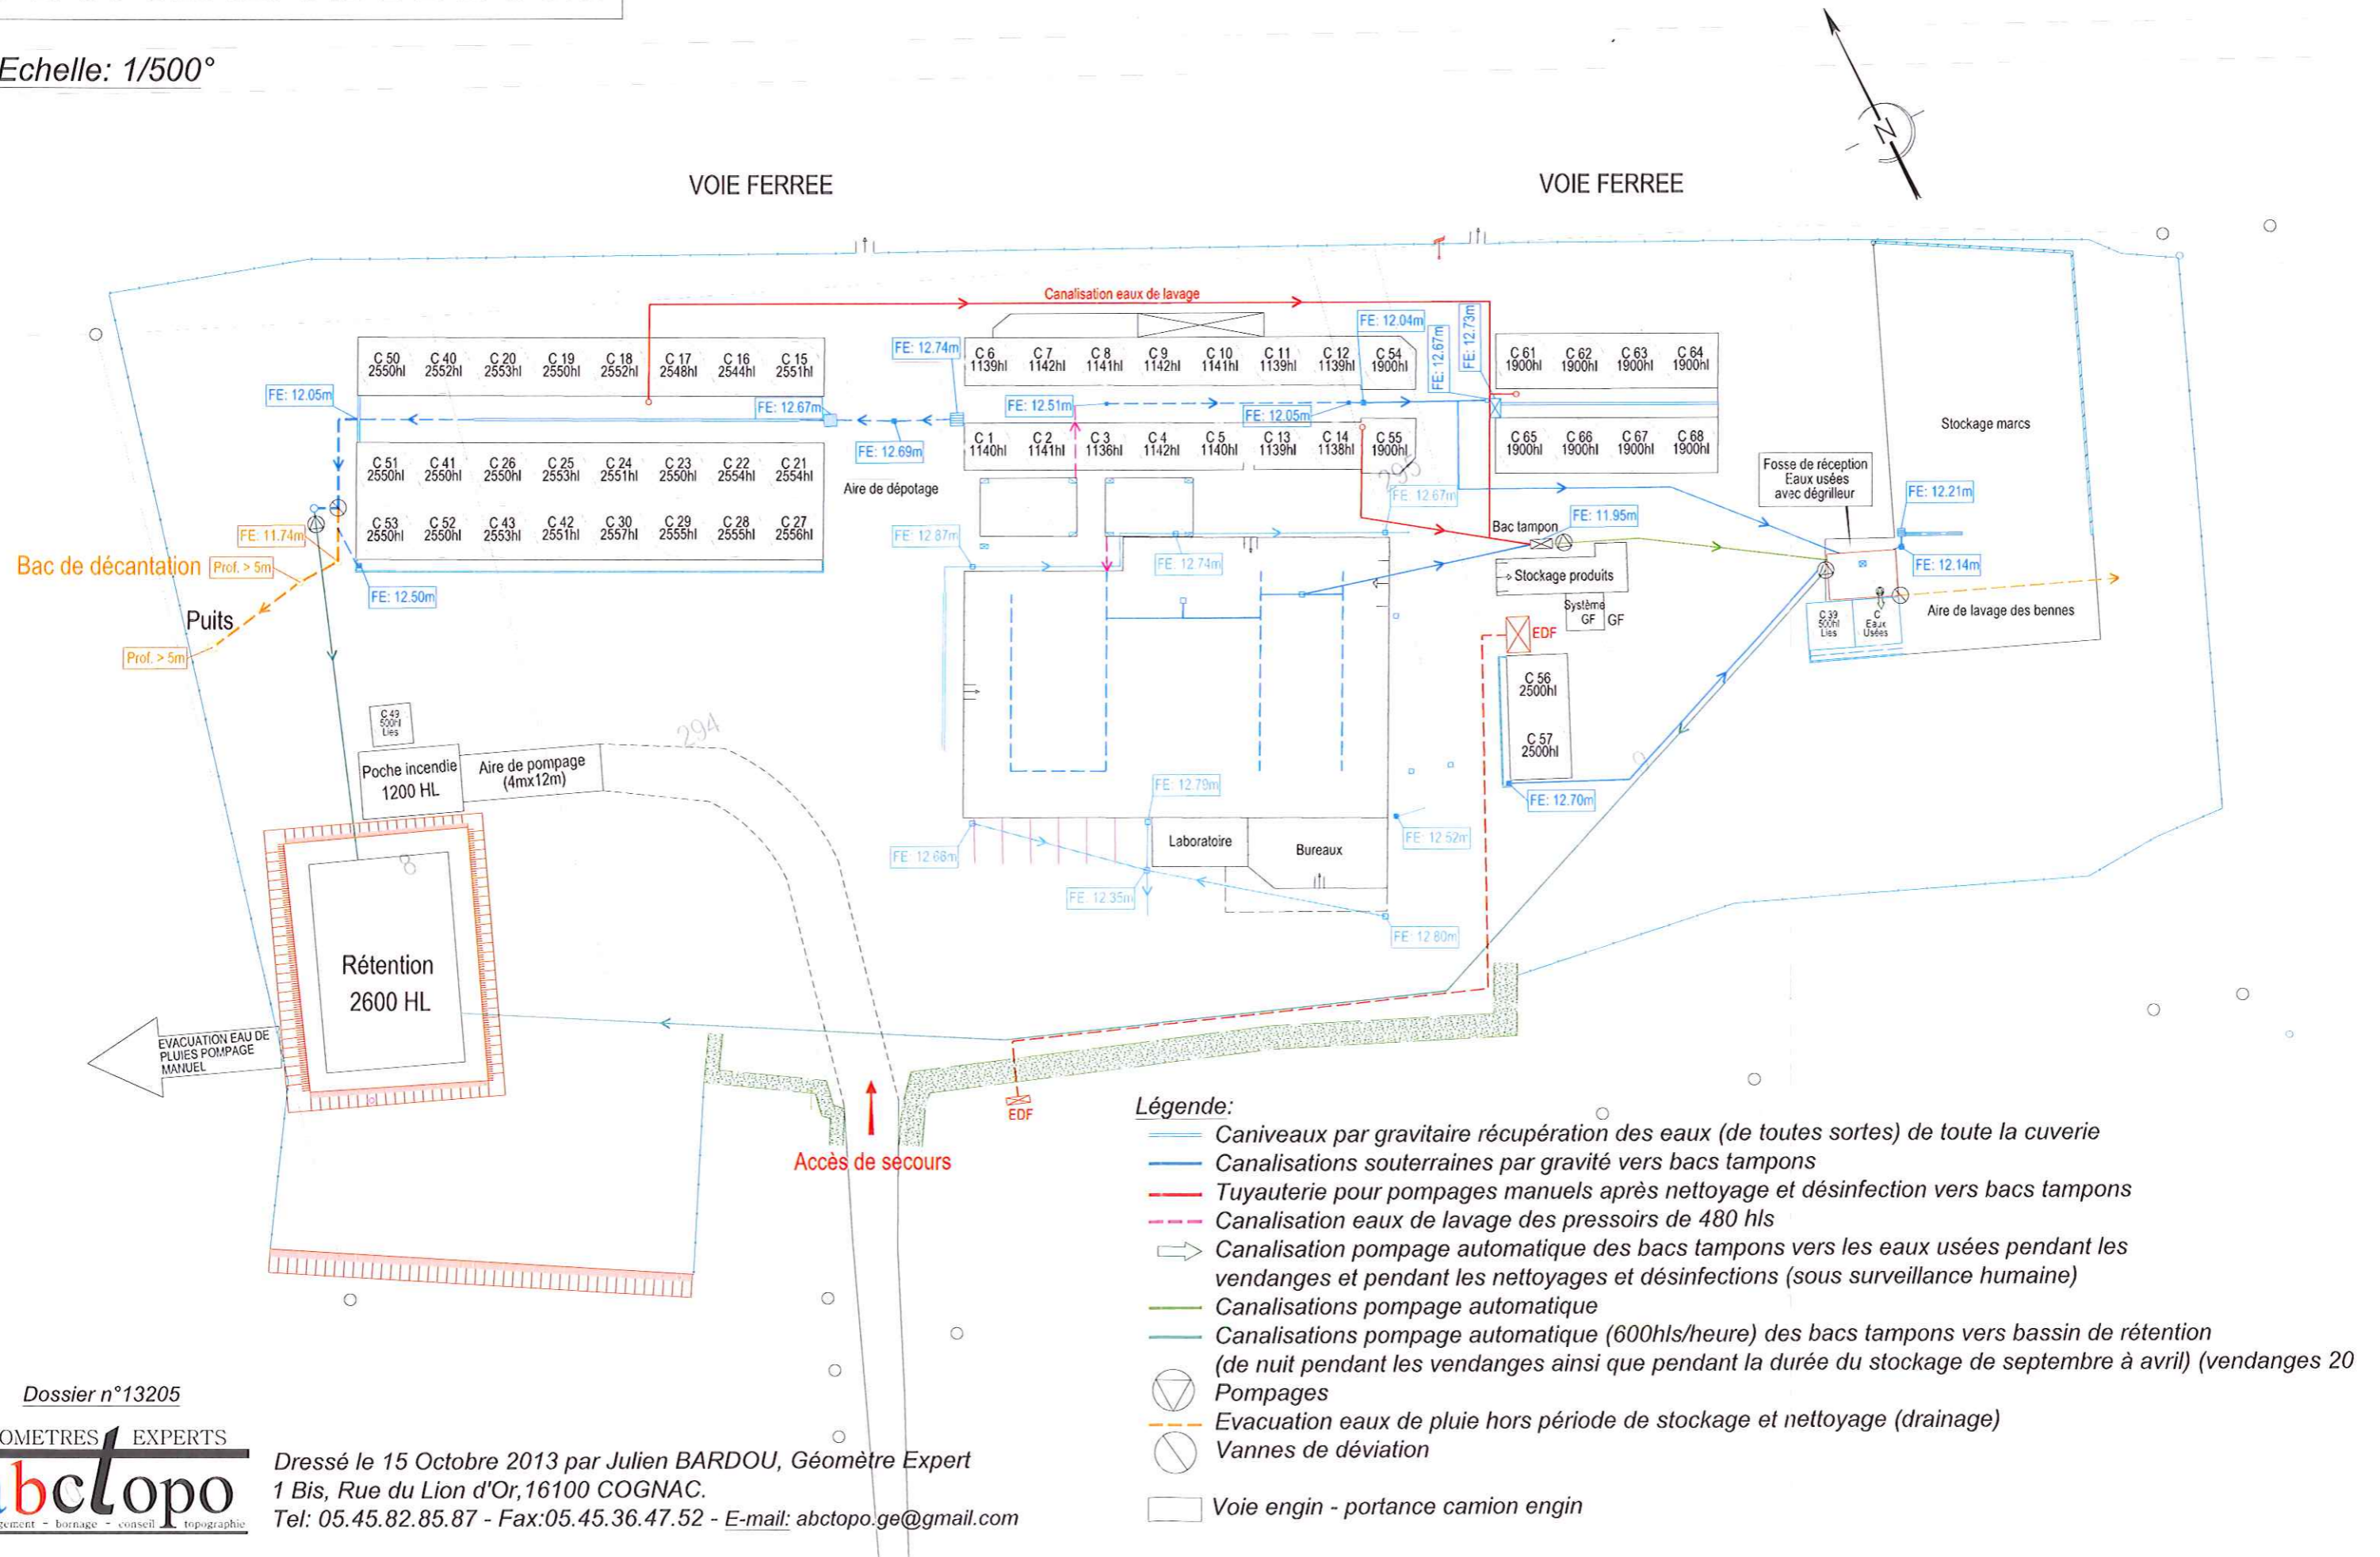 Echelle: 1/500°
VOIE FERREE
VOIE FERREE
Canalisation eaux de lavage
C 50 2550hl
C 40 2552hl
C 20 2553hl
C 19 2550hl
C 18 2552hl
C 17 2548hl
C 16 2544hl
C 15 2551hl
FE: 12.05m
FE: 12.67m
FE: 12.69m
FE: 12.74m
C 51 2550hl
C 41 2550hl
C 26 2550hl
C 25 2553hl
C 24 2551hl
C 23 2550hl
C 22 2554hl
C 21 2554hl
C 53 2550hl
C 52 2550hl
C 43 2553hl
C 42 2551hl
C 30 2557hl
C 29 2555hl
C 28 2555hl
C 27 2556hl
FE: 12.50m
Aire de dépotage
C 6 1139hl
C 7 1142hl
C 8 1141hl
C 9 1142hl
C 10 1141hl
C 11 1139hl
C 12 1139hl
C 54 1900hl
FE: 12.04m
FE: 12.67m
FE: 12.73m
FE: 12.51m
FE: 12.05m
C 1 1140hl
C 2 1141hl
C 3 1136hl
C 4 1142hl
C 5 1140hl
C 13 1139hl
C 14 1138hl
C 55 1900hl
295
C 61 1900hl
C 62 1900hl
C 63 1900hl
C 64 1900hl
C 65 1900hl
C 66 1900hl
C 67 1900hl
C 68 1900hl
FE: 12.67m
FE: 12.87m
FE: 12.74m
Bac tampon
FE: 11.95m
Stockage produits
Système
GF
GF
EDF
C 56
2500hl
C 57
2500hl
FE: 12.70m
Stockage marcs
Fosse de réception
Eaux usées
avec dégrilleur
FE: 12.21m
FE: 12.14m
C 39
500hl
Lies
C
Eaux
Usées
Aire de lavage des bennes
FE: 11.74m
Bac de décantation
Prof. > 5m
Puits
Prof. > 5m
C 49
500hl
Lies
Poche incendie
1200 HL
Aire de pompage
(4mx12m)
294
Rétention
2600 HL
EVACUATION EAU DE
PLUIES POMPAGE
MANUEL
FE: 12.79m
FE: 12.66m
FE: 12.35m
Laboratoire
Bureaux
FE: 12.52m
FE: 12.80m
EDF
Accès de secours
Légende:
Caniveaux par gravitaire récupération des eaux (de toutes sortes) de toute la cuverie
Canalisations souterraines par gravité vers bacs tampons
Tuyauterie pour pompages manuels après nettoyage et désinfection vers bacs tampons
Canalisation eaux de lavage des pressoirs de 480 hls
Canalisation pompage automatique des bacs tampons vers les eaux usées pendant les
vendanges et pendant les nettoyages et désinfections (sous surveillance humaine)
Canalisations pompage automatique
Canalisations pompage automatique (600hls/heure) des bacs tampons vers bassin de rétention
(de nuit pendant les vendanges ainsi que pendant la durée du stockage de septembre à avril) (vendanges 20
Pompages
Evacuation eaux de pluie hors période de stockage et nettoyage (drainage)
Vannes de déviation
Voie engin - portance camion engin
N
Dossier n°13205
OMETRES EXPERTS
abctopo
gement - bornage - conseil topographie
Dressé le 15 Octobre 2013 par Julien BARDOU, Géomètre Expert
1 Bis, Rue du Lion d'Or,16100 COGNAC.
Tel: 05.45.82.85.87 - Fax:05.45.36.47.52 - E-mail: abctopo.ge@gmail.com